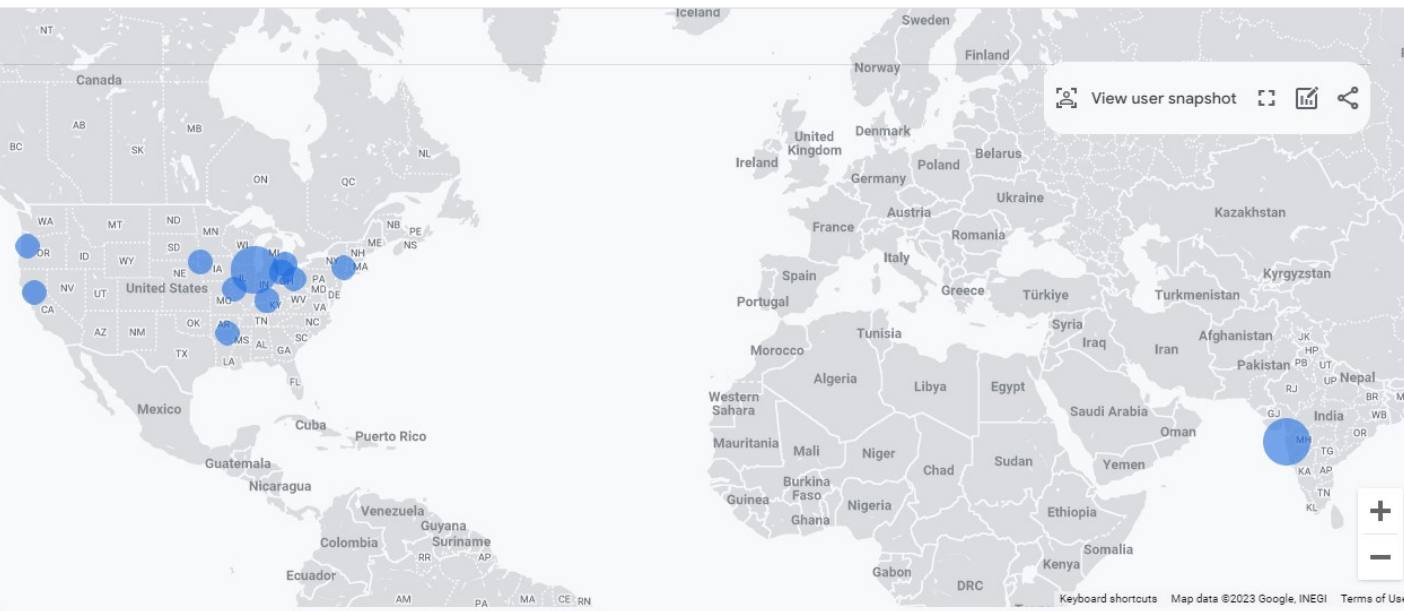 Iceland
NT
Sweden
Finland
Norway
Canada
View user snapshot
AB
MB
BC
SK
NL
ON
QC
United
Kingdom
Denmark
Ireland
Poland
Belarus
Germany
Ukraine
Austria
France
Romania
Kazakhstan
WA
MT
ND
MN
NB
PE
ME
NS
OR
ID
SD
WI
MI
NH
WY
NY
MA
IA
NE
IL
IN
OH
PA
NV
UT
United States
MO
KY
WV
MD
DE
VA
CA
AZ
NM
OK
AR
TN
NC
SC
MS
AL
GA
TX
LA
FL
Italy
Spain
Portugal
Greece
Türkiye
Kyrgyzstan
Turkmenistan
Tunisia
Syria
Iraq
Iran
Afghanistan
Morocco
JK
HP
Pakistan
PB
UT
UP
Nepal
RJ
BR
Algeria
Libya
Egypt
Western
Sahara
Saudi Arabia
Oman
GJ
India
WB
OR
MH
TG
Mexico
Cuba
Puerto Rico
Guatemala
Nicaragua
Mauritania
Mali
Niger
Chad
Sudan
Yemen
KA
AP
TN
KL
Burkina
Faso
Guinea
Ghana
Nigeria
Ethiopia
Venezuela
Guyana
Suriname
Colombia
RR
AP
Ecuador
AM
PA
MA
CE
RN
Somalia
Kenya
Gabon
DRC
+
−
Keyboard shortcuts
Map data ©2023 Google, INEGI
Terms of Use